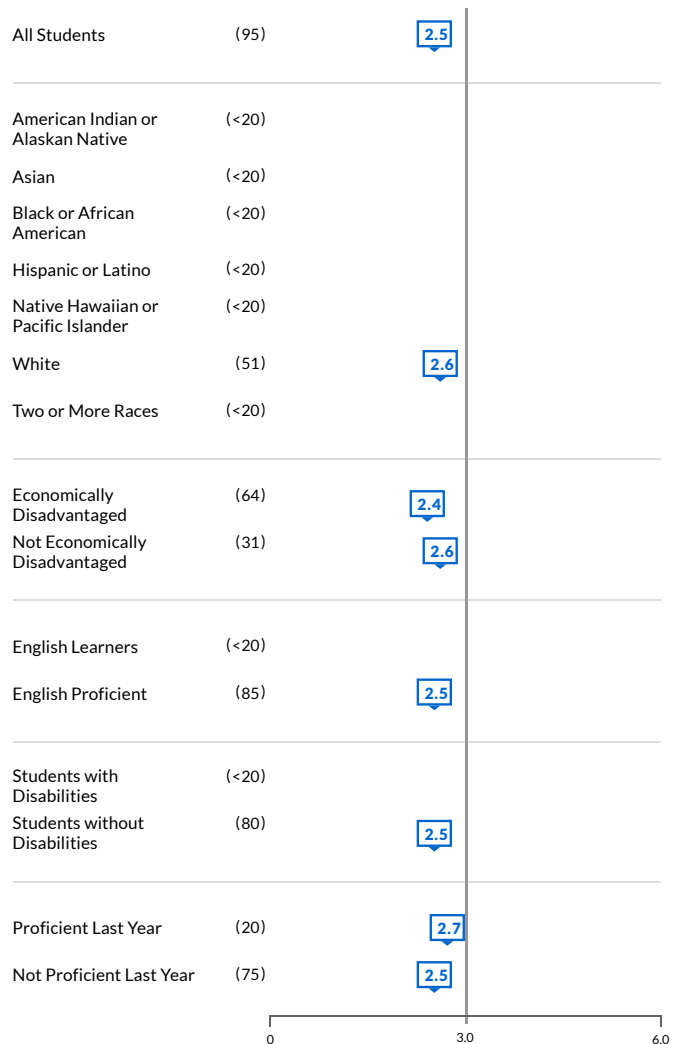 All Students (95) 2.5
American Indian or (<20)
Alaskan Native
Asian (<20)
Black or African (<20)
American
Hispanic or Latino (<20)
Native Hawaiian or (<20)
Pacific Islander
White (51) 2.6
Two or More Races (<20)
Economically (64) 2.4
Disadvantaged
Not Economically (31) 2.6
Disadvantaged
English Learners (<20)
English Proficient (85) 2.5
Students with (<20)
Disabilities
Students without (80) 2.5
Disabilities
Proficient Last Year (20) 2.7
Not Proficient Last Year (75) 2.5
0 3.0 6.0